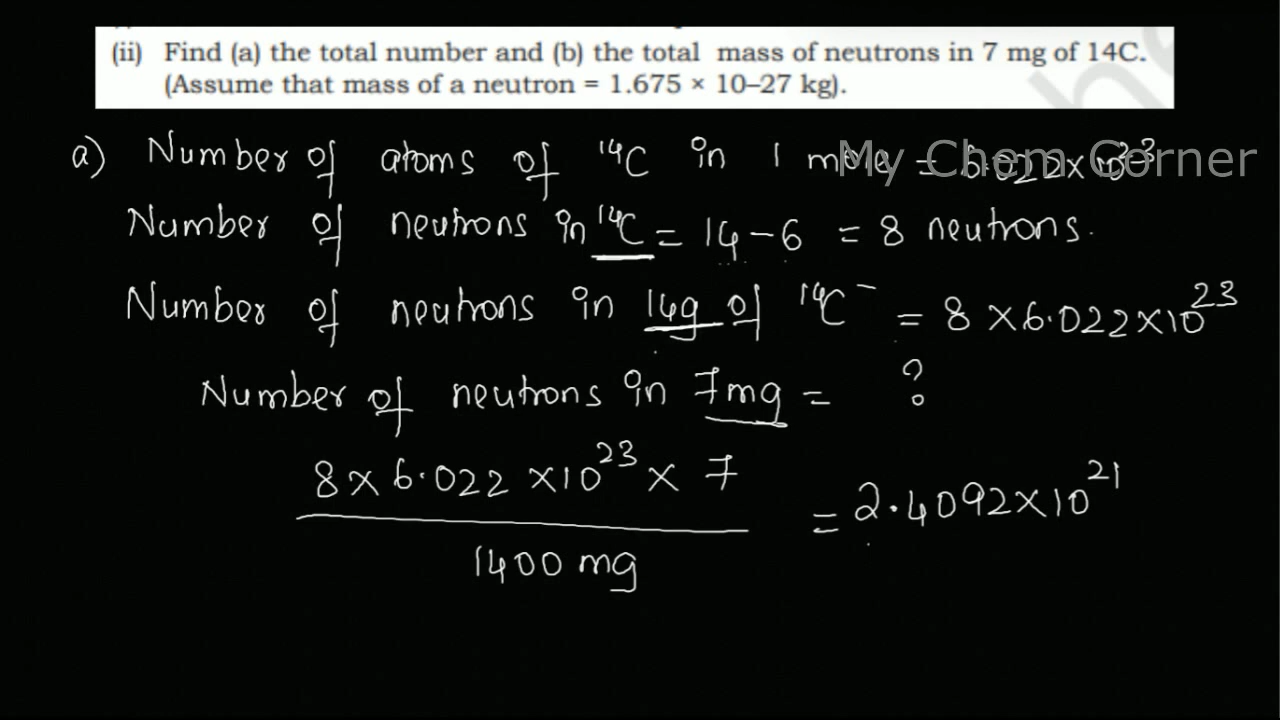 (ii) Find (a) the total number and (b) the total mass of neutrons in 7 mg of 14C.
(Assume that mass of a neutron = 1.675 × 10–27 kg).
My Chem Corner
a) Number of atoms of ¹⁴C in 1 mole = 6.022×10²³
Number of neutrons in ¹⁴C = 14 – 6 = 8 neutrons.
Number of neutrons in 14g of ¹⁴C = 8 × 6.022×10²³
Number of neutrons in 7mg = ?
8 × 6.022 ×10²³ × 7
= 2.4092×10²¹
1400 mg